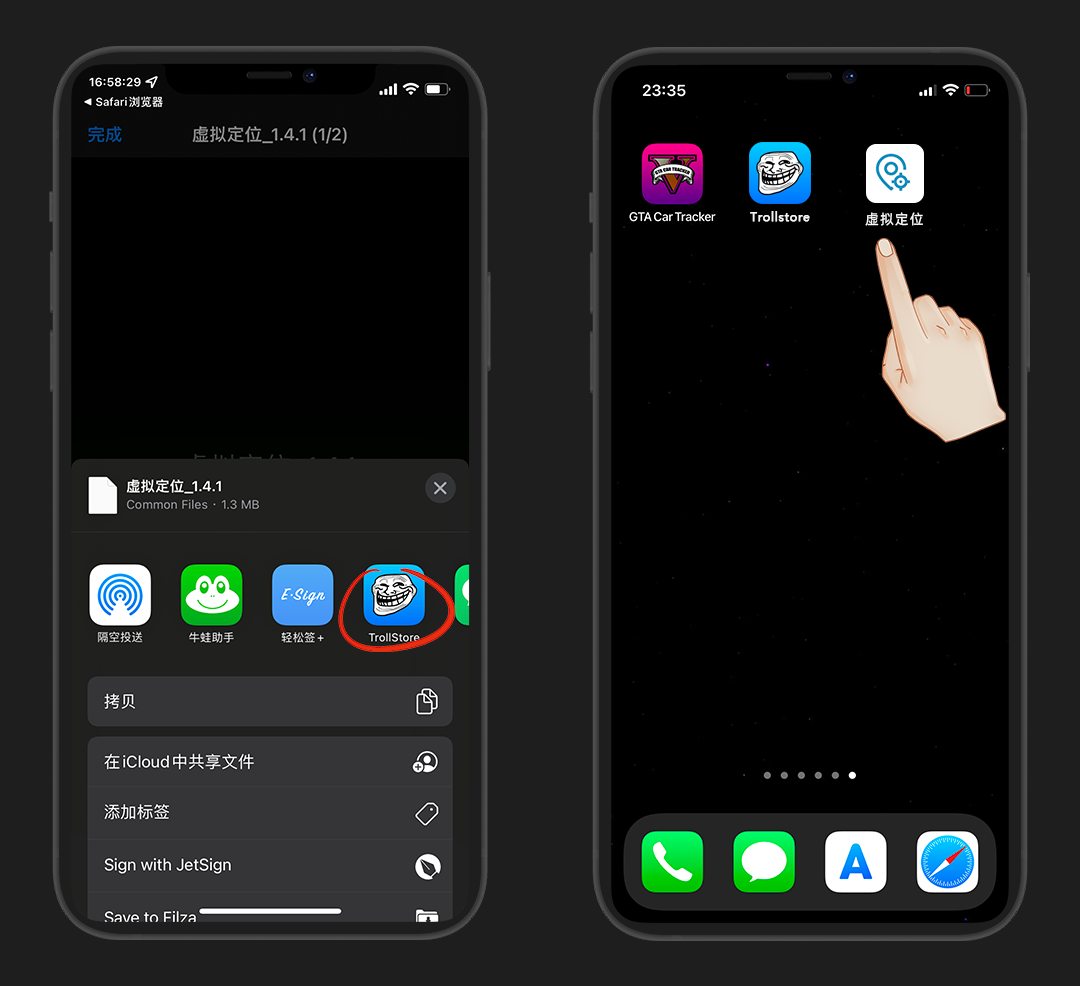 16:58:29
◀ Safari浏览器
完成
虚拟定位_1.4.1 (1/2)
虚拟定位_1.4.1
Common Files · 1.3 MB
E·Sign
隔空投送
牛蛙助手
轻松签+
TrollStore
拷贝
在iCloud中共享文件
添加标签
Sign with JetSign
Save to Filza
23:35
GTA CAR TRACKER
GTA Car Tracker
Trollstore
虚拟定位